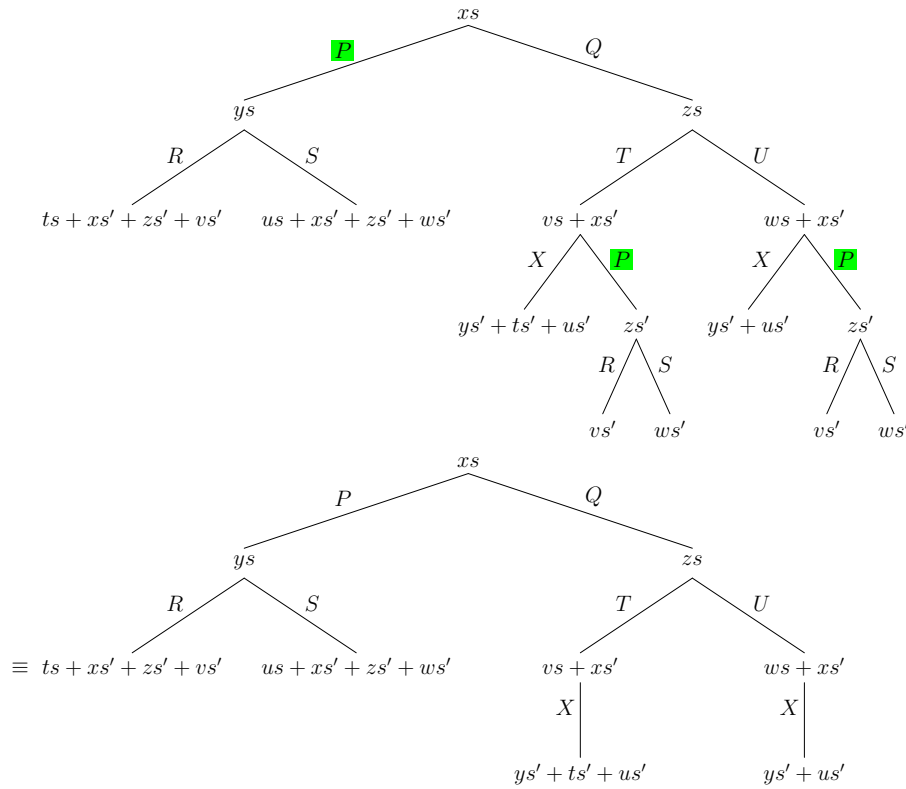 xs
P Q
ys zs
R S T U
ts + xs′ + zs′ + vs′ us + xs′ + zs′ + ws′ vs + xs′ ws + xs′
X P X P
ys′ + ts′ + us′ zs′ ys′ + us′ zs′
R S R S
vs′ ws′ vs′ ws′
xs
P Q
ys zs
R S T U
≡ ts + xs′ + zs′ + vs′ us + xs′ + zs′ + ws′ vs + xs′ ws + xs′
X X
ys′ + ts′ + us′ ys′ + us′